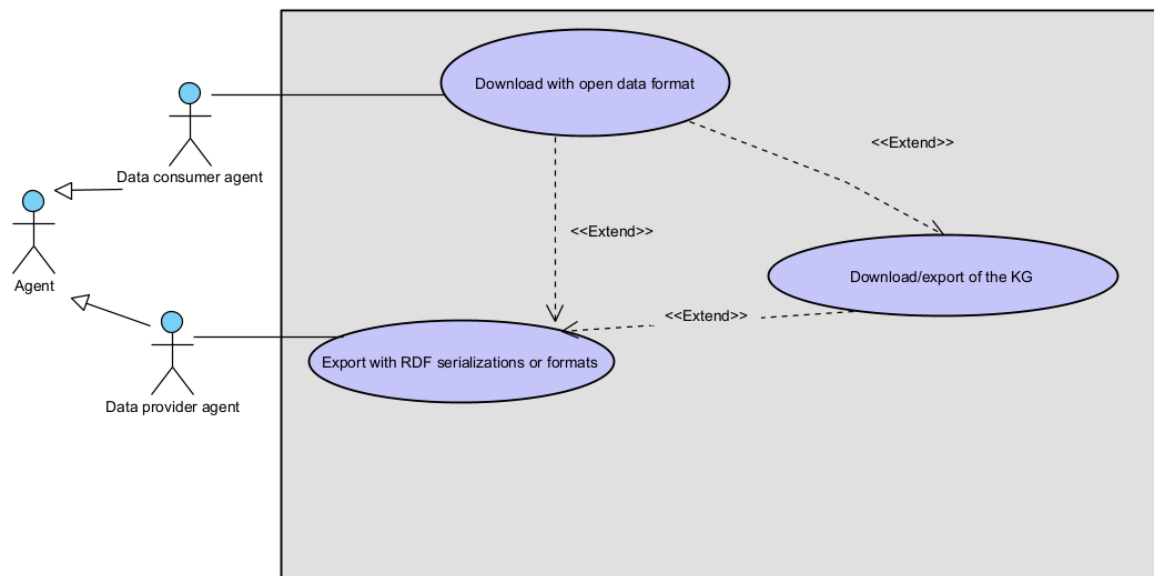 Download with open data format
<<Extend>>
Data consumer agent
<<Extend>>
Download/export of the KG
Agent
<<Extend>>
Export with RDF serializations or formats
Data provider agent